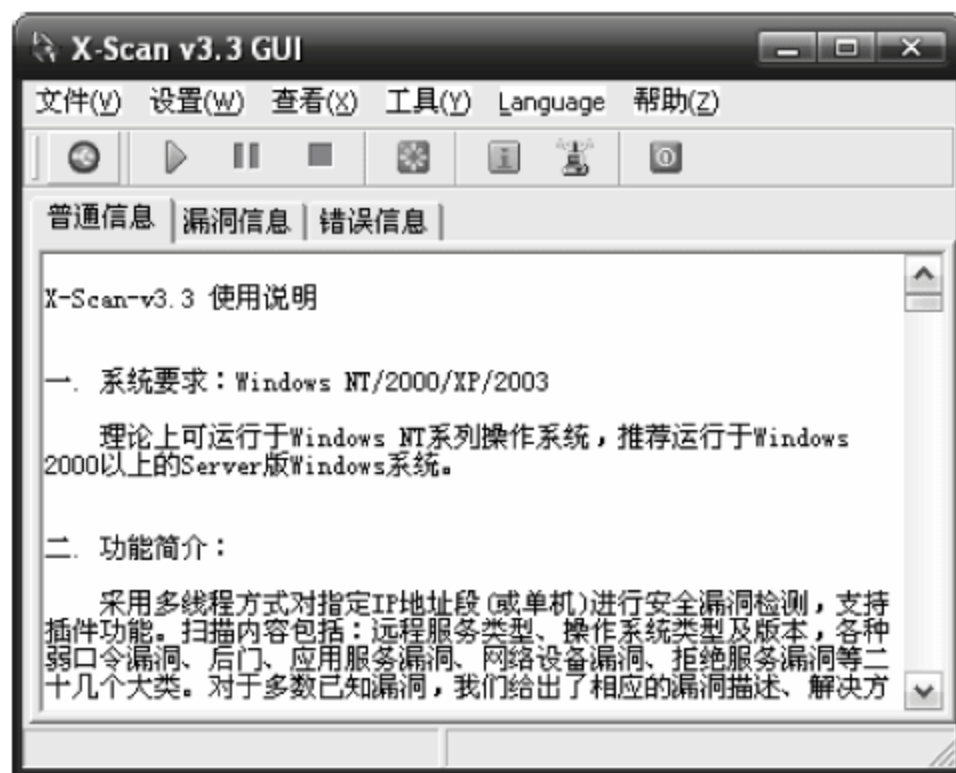 X-Scan v3.3 GUI
文件(V) 设置(W) 查看(X) 工具(Y) Language 帮助(Z)
普通信息 漏洞信息 错误信息
X-Scan-v3.3 使用说明
一. 系统要求：Windows NT/2000/XP/2003
理论上可运行于Windows NT系列操作系统，推荐运行于Windows
2000以上的Server版Windows系统。
二. 功能简介：
采用多线程方式对指定IP地址段(或单机)进行安全漏洞检测，支持
插件功能。扫描内容包括：远程服务类型、操作系统类型及版本，各种
弱口令漏洞、后门、应用服务漏洞、网络设备漏洞、拒绝服务漏洞等二
十几个大类。对于多数已知漏洞，我们给出了相应的漏洞描述、解决方